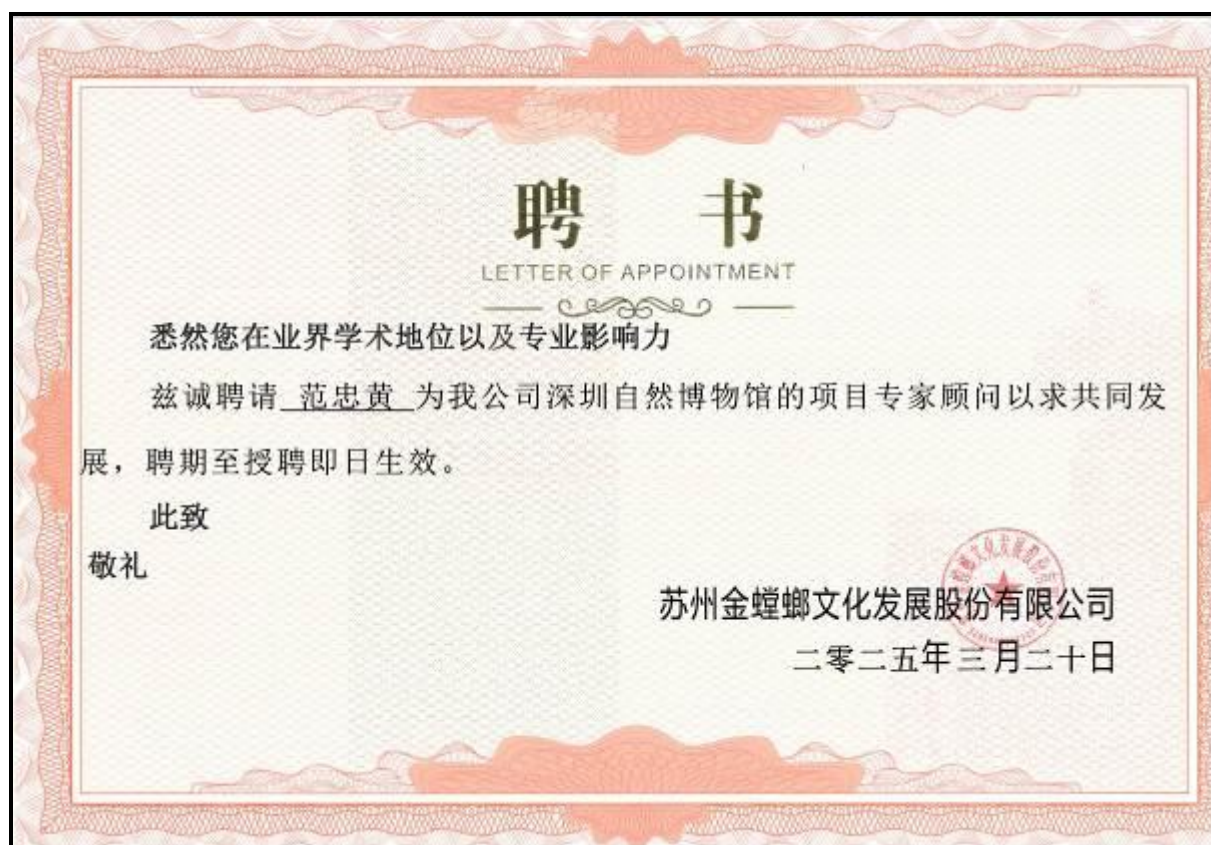 聘 书
LETTER OF APPOINTMENT
悉然您在业界学术地位以及专业影响力
兹诚聘请 范忠黄 为我公司深圳自然博物馆的项目专家顾问以求共同发
展，聘期至授聘即日生效。
此致
敬礼
苏州金螳螂文化发展股份有限公司
二零二五年三月二十日